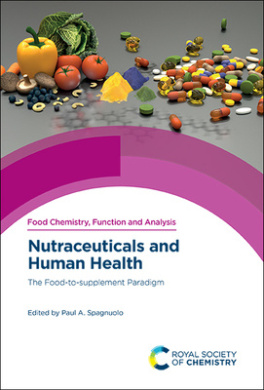 Food Chemistry, Function and Analysis
Nutraceuticals and
Human Health
The Food-to-supplement Paradigm
Edited by Paul A. Spagnuolo
ROYAL SOCIETY
OF CHEMISTRY